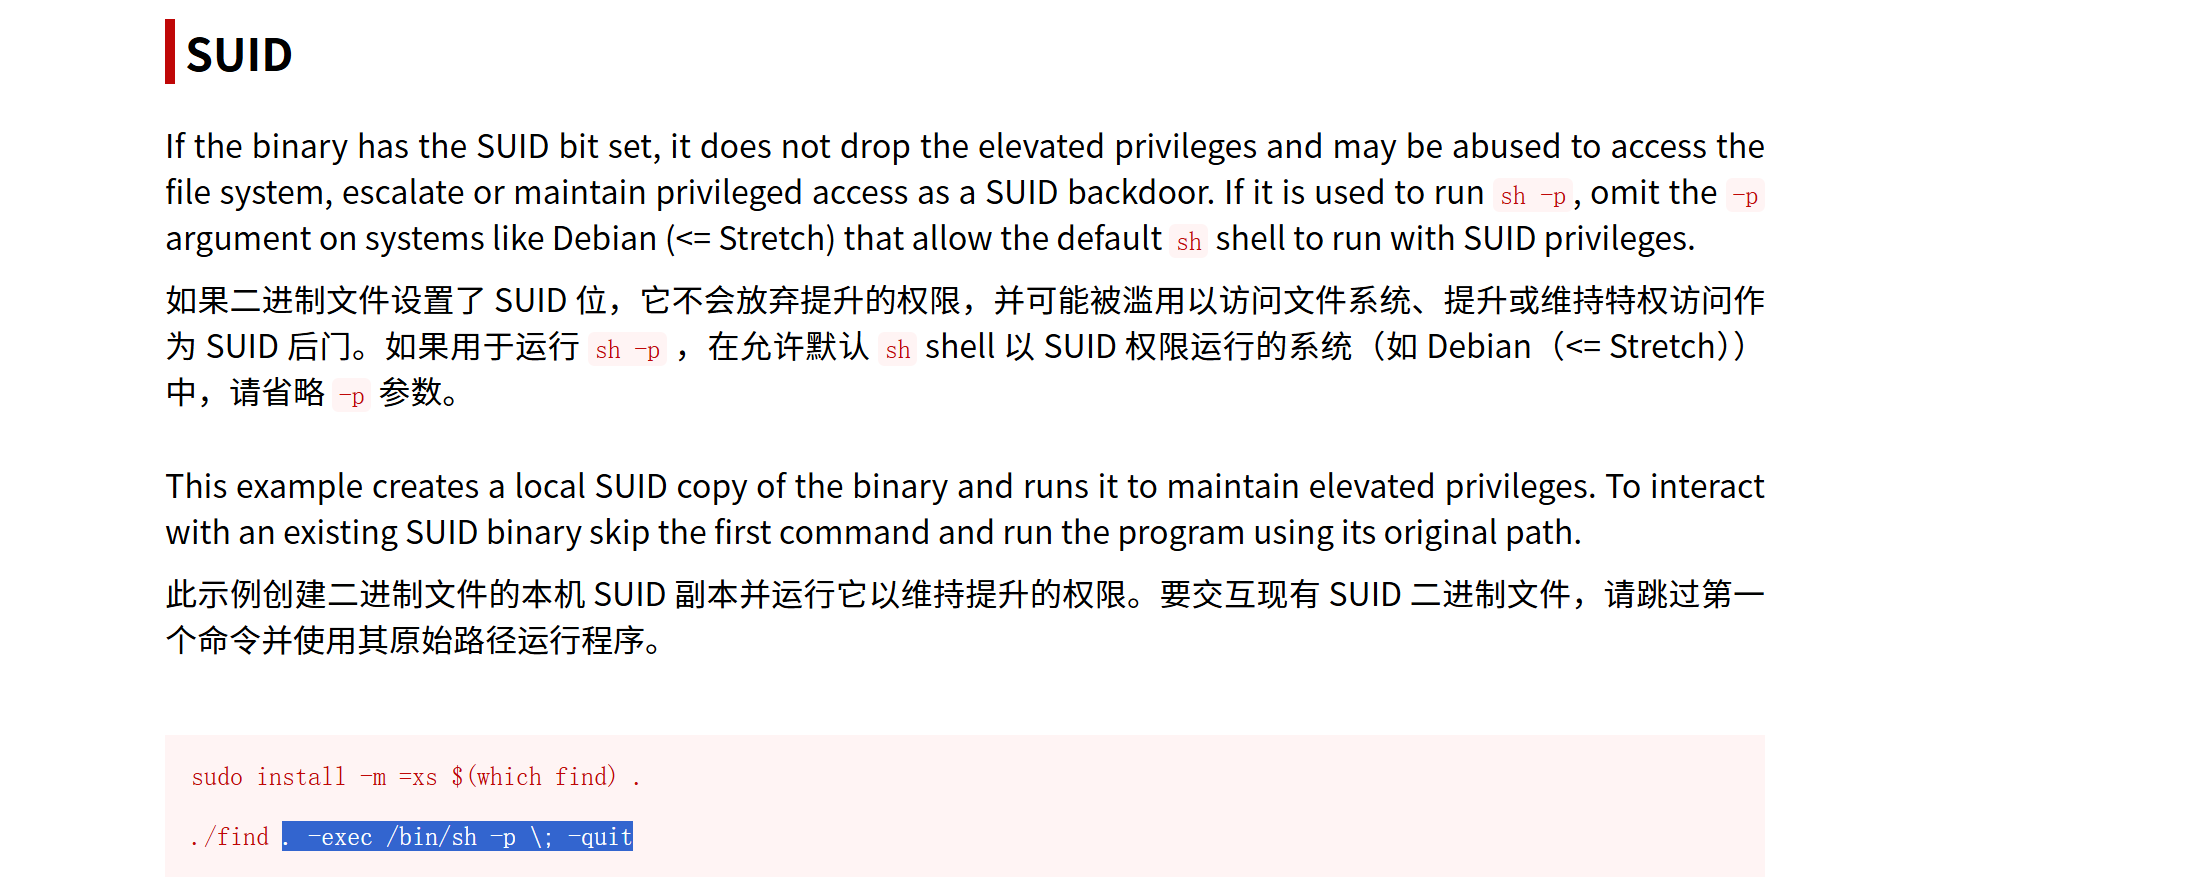 SUID
If the binary has the SUID bit set, it does not drop the elevated privileges and may be abused to access the
file system, escalate or maintain privileged access as a SUID backdoor. If it is used to run sh -p, omit the -p
argument on systems like Debian (<= Stretch) that allow the default sh shell to run with SUID privileges.
如果二进制文件设置了 SUID 位，它不会放弃提升的权限，并可能被滥用以访问文件系统、提升或维持特权访问作
为 SUID 后门。如果用于运行 sh -p ，在允许默认 sh shell 以 SUID 权限运行的系统（如 Debian（<= Stretch））
中，请省略 -p 参数。
This example creates a local SUID copy of the binary and runs it to maintain elevated privileges. To interact
with an existing SUID binary skip the first command and run the program using its original path.
此示例创建二进制文件的本机 SUID 副本并运行它以维持提升的权限。要交互现有 SUID 二进制文件，请跳过第一
个命令并使用其原始路径运行程序。
sudo install -m =xs $(which find) .
./find . -exec /bin/sh -p \; -quit